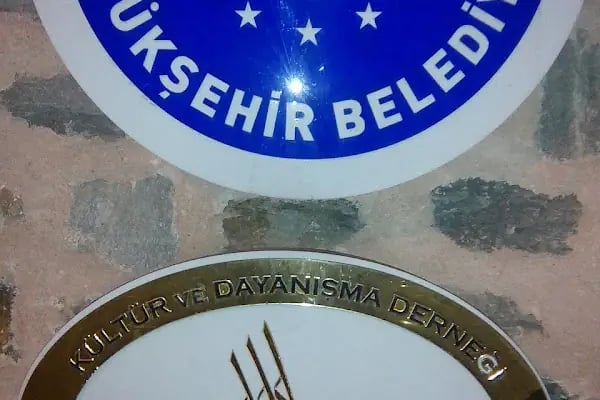 ÜKŞEHİR BELEDİY
KÜLTÜR VE DAYANIŞMA DERNEĞİ